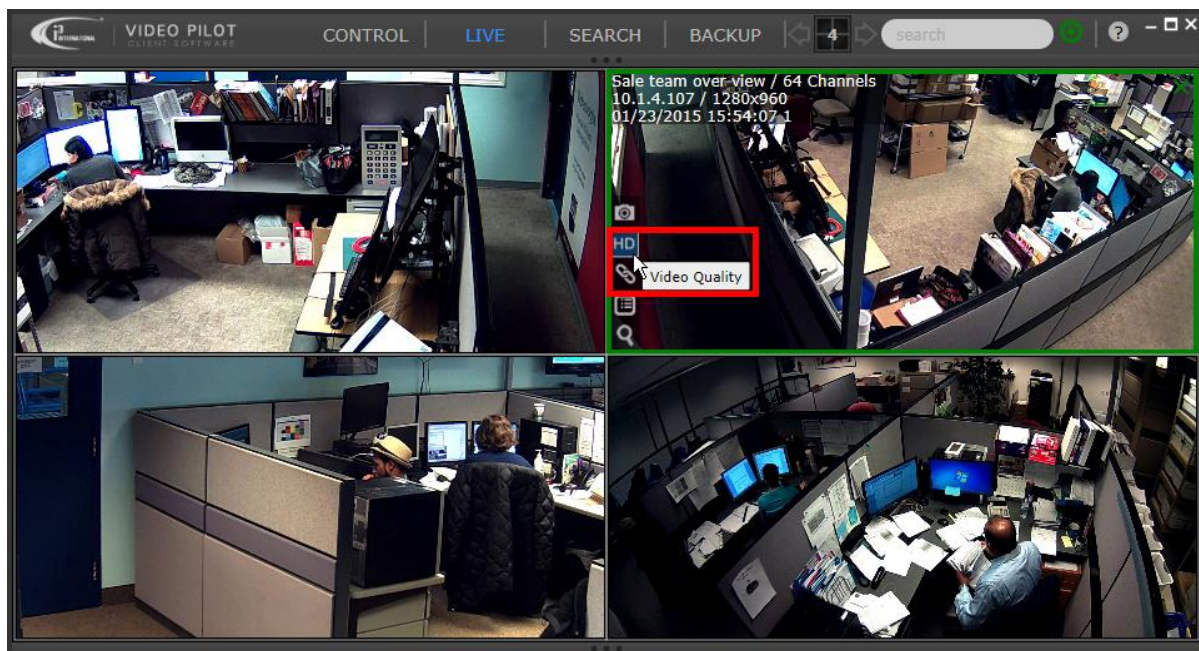 VIDEO PILOT
CLIENT SOFTWARE
CONTROL
LIVE
SEARCH
BACKUP
4
search
?
Sale team over view / 64 Channels
10.1.4.107 / 1280x960
01/23/2015 15:54:07 1
HD
Video Quality